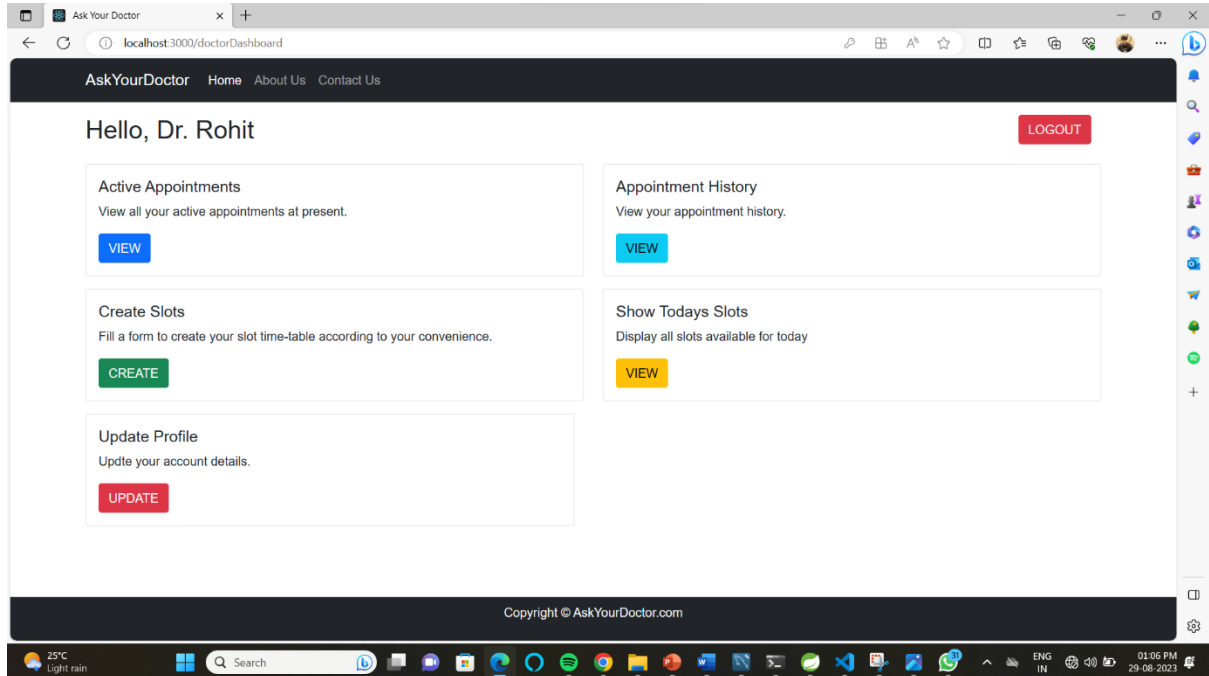 Ask Your Doctor
localhost:3000/doctorDashboard
AskYourDoctor Home About Us Contact Us
Hello, Dr. Rohit
LOGOUT
Active Appointments
View all your active appointments at present.
VIEW
Appointment History
View your appointment history.
VIEW
Create Slots
Fill a form to create your slot time-table according to your convenience.
CREATE
Show Todays Slots
Display all slots available for today
VIEW
Update Profile
Updte your account details.
UPDATE
Copyright © AskYourDoctor.com
25°C
Light rain
Search
31
ENG
IN
01:06 PM
29-08-2023